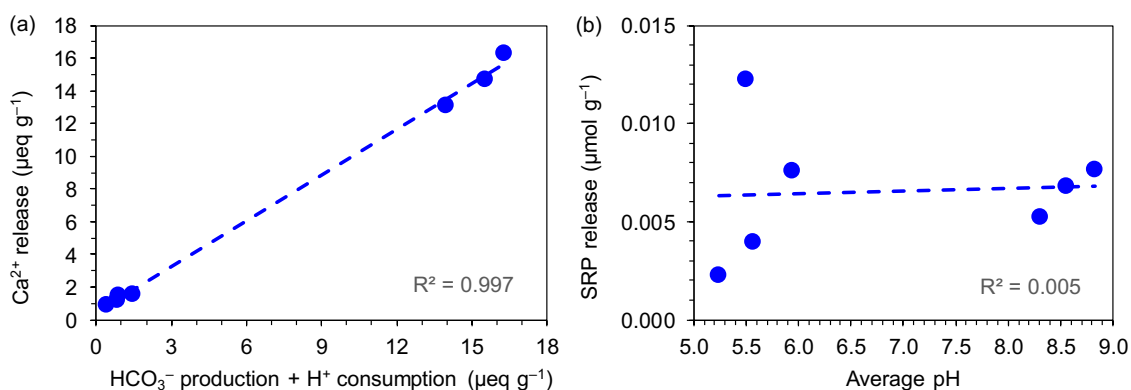 (a)
Ca²⁺ release (µeq g⁻¹)
18
16
14
12
10
8
6
4
2
0
R² = 0.997
0 3 6 9 12 15 18
HCO₃⁻ production + H⁺ consumption (µeq g⁻¹)
(b)
SRP release (µmol g⁻¹)
0.015
0.010
0.005
0.000
R² = 0.005
5.0 5.5 6.0 6.5 7.0 7.5 8.0 8.5 9.0
Average pH